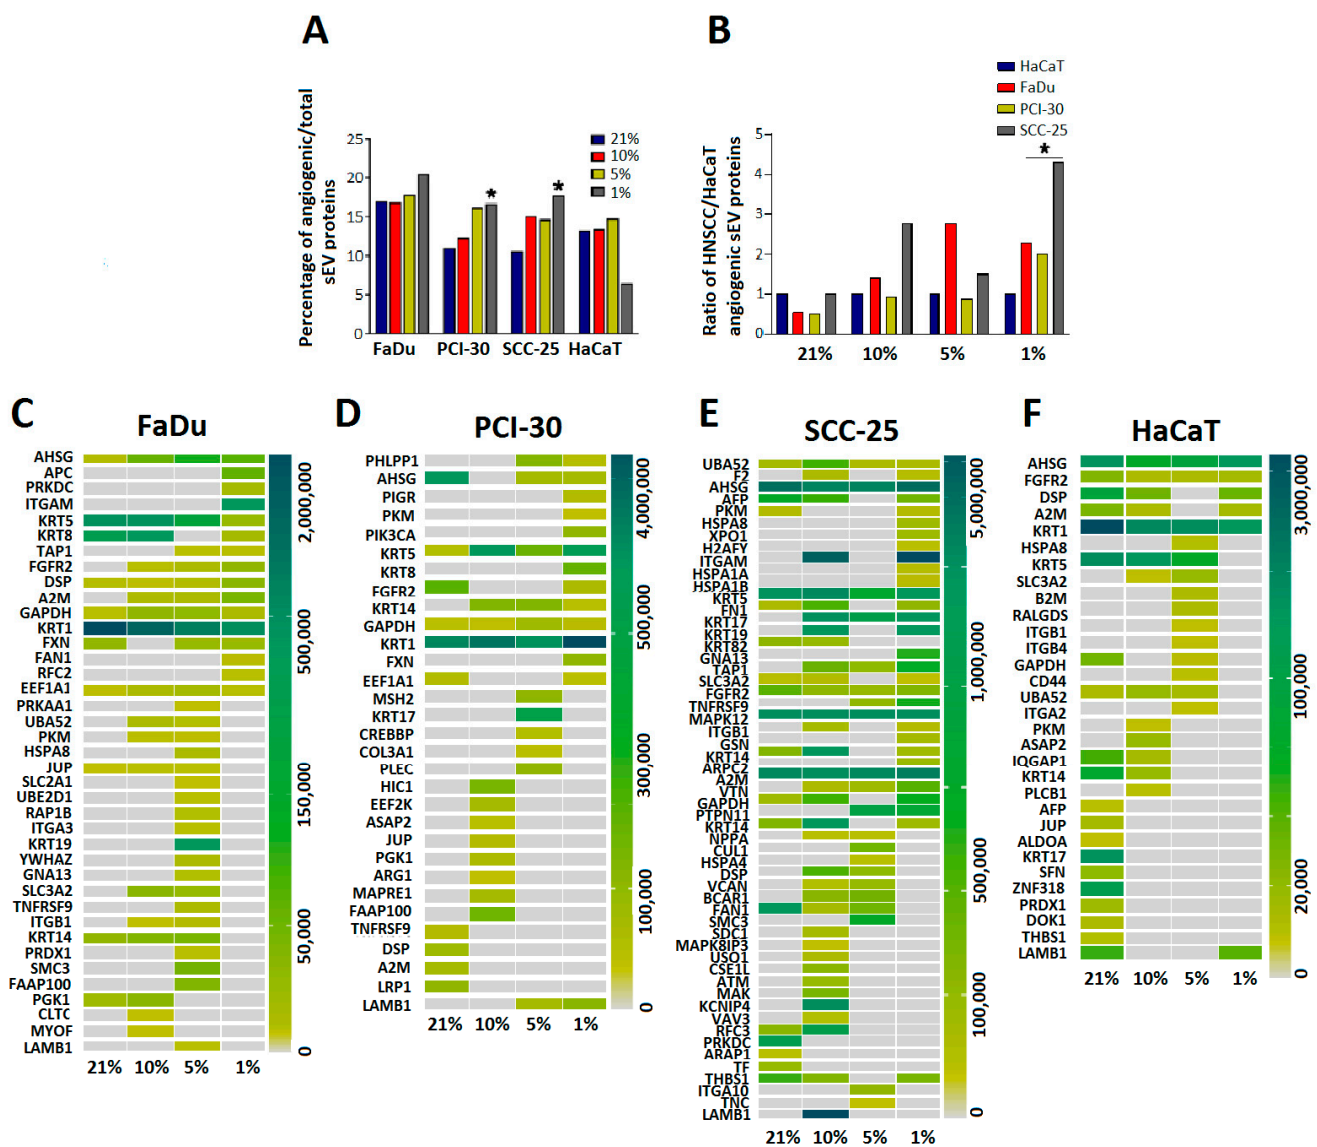 A
Percentage of angiogenic/total
sEV proteins
25
20
15
10
5
0
21%
10%
5%
1%
*
*
FaDu
PCI-30
SCC-25
HaCaT
B
Ratio of HNSCC/HaCaT
angiogenic sEV proteins
HaCaT
FaDu
PCI-30
SCC-25
*
5
4
3
2
1
0
21%
10%
5%
1%
C
FaDu
AHSG
APC
PRKDC
ITGAM
KRT5
KRT8
TAP1
FGFR2
DSP
A2M
GAPDH
KRT1
FXN
FAN1
RFC2
EEF1A1
PRKAA1
UBA52
PKM
HSPA8
JUP
SLC2A1
UBE2D1
RAP1B
ITGA3
KRT19
YWHAZ
GNA13
SLC3A2
TNFRSF9
ITGB1
KRT14
PRDX1
SMC3
FAAP100
PGK1
CLTC
MYOF
LAMB1
21%
10%
5%
1%
2,000,000
500,000
150,000
50,000
0
D
PCI-30
PHLPP1
AHSG
PIGR
PKM
PIK3CA
KRT5
KRT8
FGFR2
KRT14
GAPDH
KRT1
FXN
EEF1A1
MSH2
KRT17
CREBBP
COL3A1
PLEC
HIC1
EEF2K
ASAP2
JUP
PGK1
ARG1
MAPRE1
FAAP100
TNFRSF9
DSP
A2M
LRP1
LAMB1
21%
10%
5%
1%
4,000,000
500,000
300,000
100,000
0
E
SCC-25
UBA52
F2
AHSG
AFP
PKM
HSPA8
XPO1
H2AFY
ITGAM
HSPA1A
HSPA1B
KRT5
FN1
KRT17
KRT19
KRT82
GNA13
TAP1
SLC3A2
FGFR2
TNFRSF9
MAPK12
ITGB1
GSN
KRT14
ARPC2
A2M
VTN
GAPDH
PTPN11
KRT14
NPPA
CUL1
HSPA4
DSP
VCAN
BCAR1
FAN1
SMC3
SDC1
MAPK8IP3
USO1
CSE1L
ATM
MAK
KCNIP4
VAV3
RFC3
PRKDC
ARAP1
TF
THBS1
ITGA10
TNC
LAMB1
21%
10%
5%
1%
5,000,000
1,000,000
500,000
100,000
0
F
HaCaT
AHSG
FGFR2
DSP
A2M
KRT1
HSPA8
KRT5
SLC3A2
B2M
RALGDS
ITGB1
ITGB4
GAPDH
CD44
UBA52
ITGA2
PKM
ASAP2
IQGAP1
KRT14
PLCB1
AFP
JUP
ALDOA
KRT17
SFN
ZNF318
PRDX1
DOK1
THBS1
LAMB1
21%
10%
5%
1%
3,000,000
100,000
20,000
0